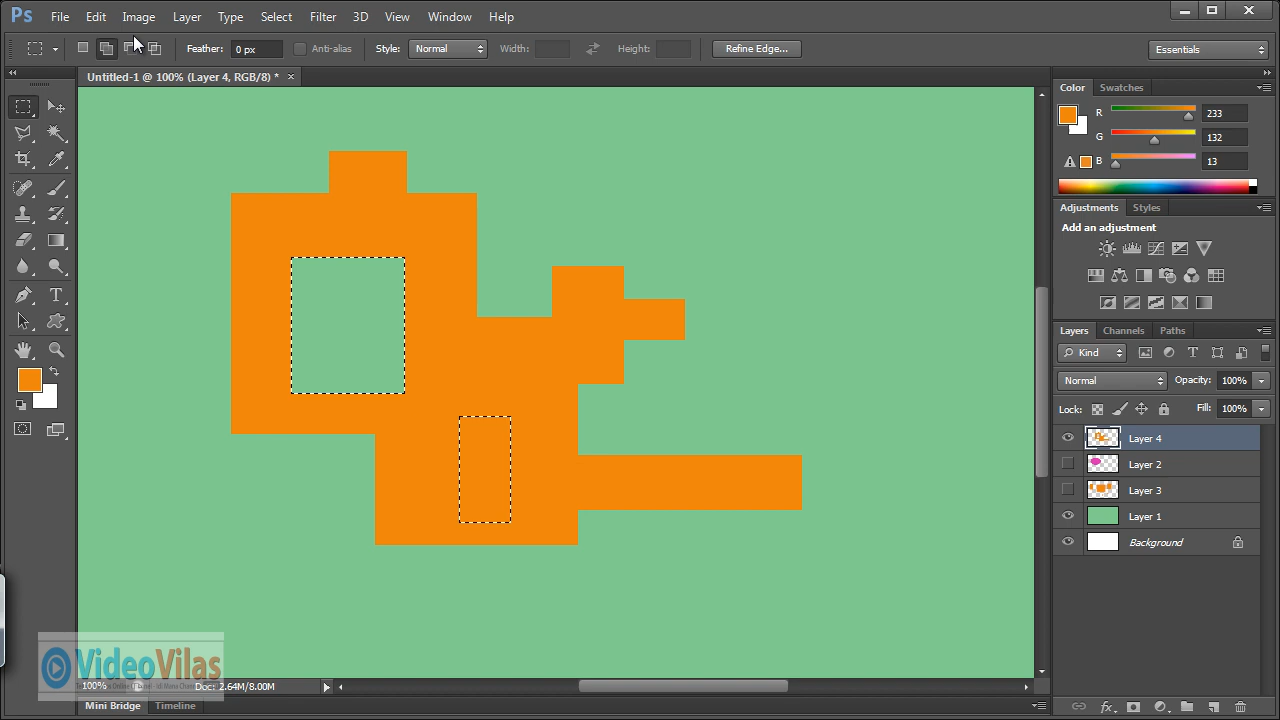 Ps File Edit Image Layer Type Select Filter 3D View Window Help
Feather: 0 px Anti-alias Style: Normal Width: Height: Refine Edge... Essentials
Untitled-1 @ 100% (Layer 4, RGB/8) * ×
Color Swatches
R 233
G 132
B 13
Adjustments Styles
Add an adjustment
Layers Channels Paths
Kind
Normal Opacity: 100%
Lock: Fill: 100%
Layer 4
Layer 2
Layer 3
Layer 1
Background
VideoVilas
100% Doc: 2.64M/8.00M
Mini Bridge Timeline